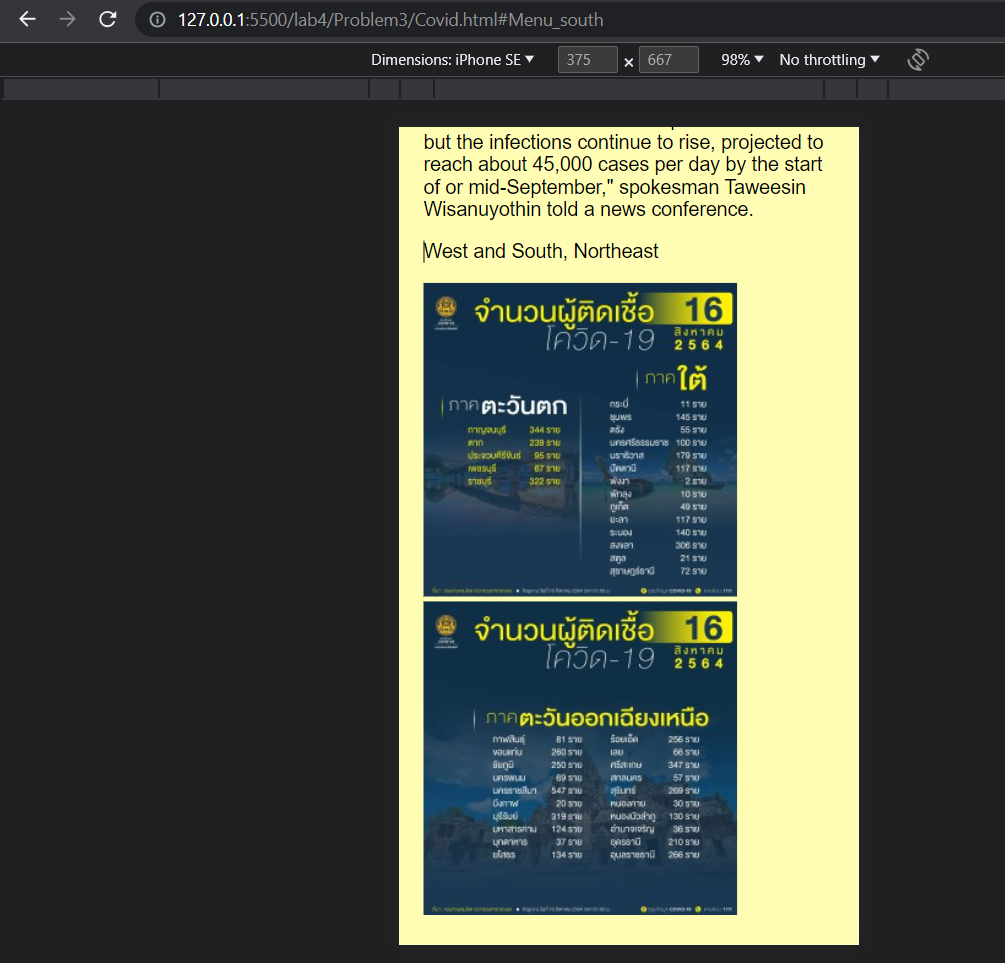 127.0.0.1:5500/lab4/Problem3/Covid.html#Menu_south
Dimensions: iPhone SE 375 × 667 98% No throttling
but the infections continue to rise, projected to
reach about 45,000 cases per day by the start
of or mid-September," spokesman Taweesin
Wisanuyothin told a news conference.
West and South, Northeast
จำนวนผู้ติดเชื้อ 16
โควิด-19 สิงหาคม
2564
ภาคใต้
ภาคตะวันตก
กาญจนบุรี 344 ราย
ตาก 239 ราย
ประจวบคีรีขันธ์ 95 ราย
เพชรบุรี 67 ราย
ราชบุรี 322 ราย
กระบี่ 11 ราย
ชุมพร 145 ราย
ตรัง 55 ราย
นครศรีธรรมราช 100 ราย
นราธิวาส 179 ราย
ปัตตานี 117 ราย
พังงา 2 ราย
พัทลุง 10 ราย
ภูเก็ต 49 ราย
ยะลา 117 ราย
ระนอง 140 ราย
สงขลา 306 ราย
สตูล 21 ราย
สุราษฎร์ธานี 72 ราย
จำนวนผู้ติดเชื้อ 16
โควิด-19 สิงหาคม
2564
ภาคตะวันออกเฉียงเหนือ
กาฬสินธุ์ 81 ราย ร้อยเอ็ด 256 ราย
ขอนแก่น 260 ราย เลย 66 ราย
ชัยภูมิ 250 ราย ศรีสะเกษ 347 ราย
นครพนม 69 ราย สกลนคร 57 ราย
นครราชสีมา 547 ราย สุรินทร์ 269 ราย
บึงกาฬ 20 ราย หนองคาย 30 ราย
บุรีรัมย์ 319 ราย หนองบัวลำภู 130 ราย
มหาสารคาม 124 ราย อำนาจเจริญ 36 ราย
มุกดาหาร 37 ราย อุดรธานี 210 ราย
ยโสธร 134 ราย อุบลราชธานี 266 ราย